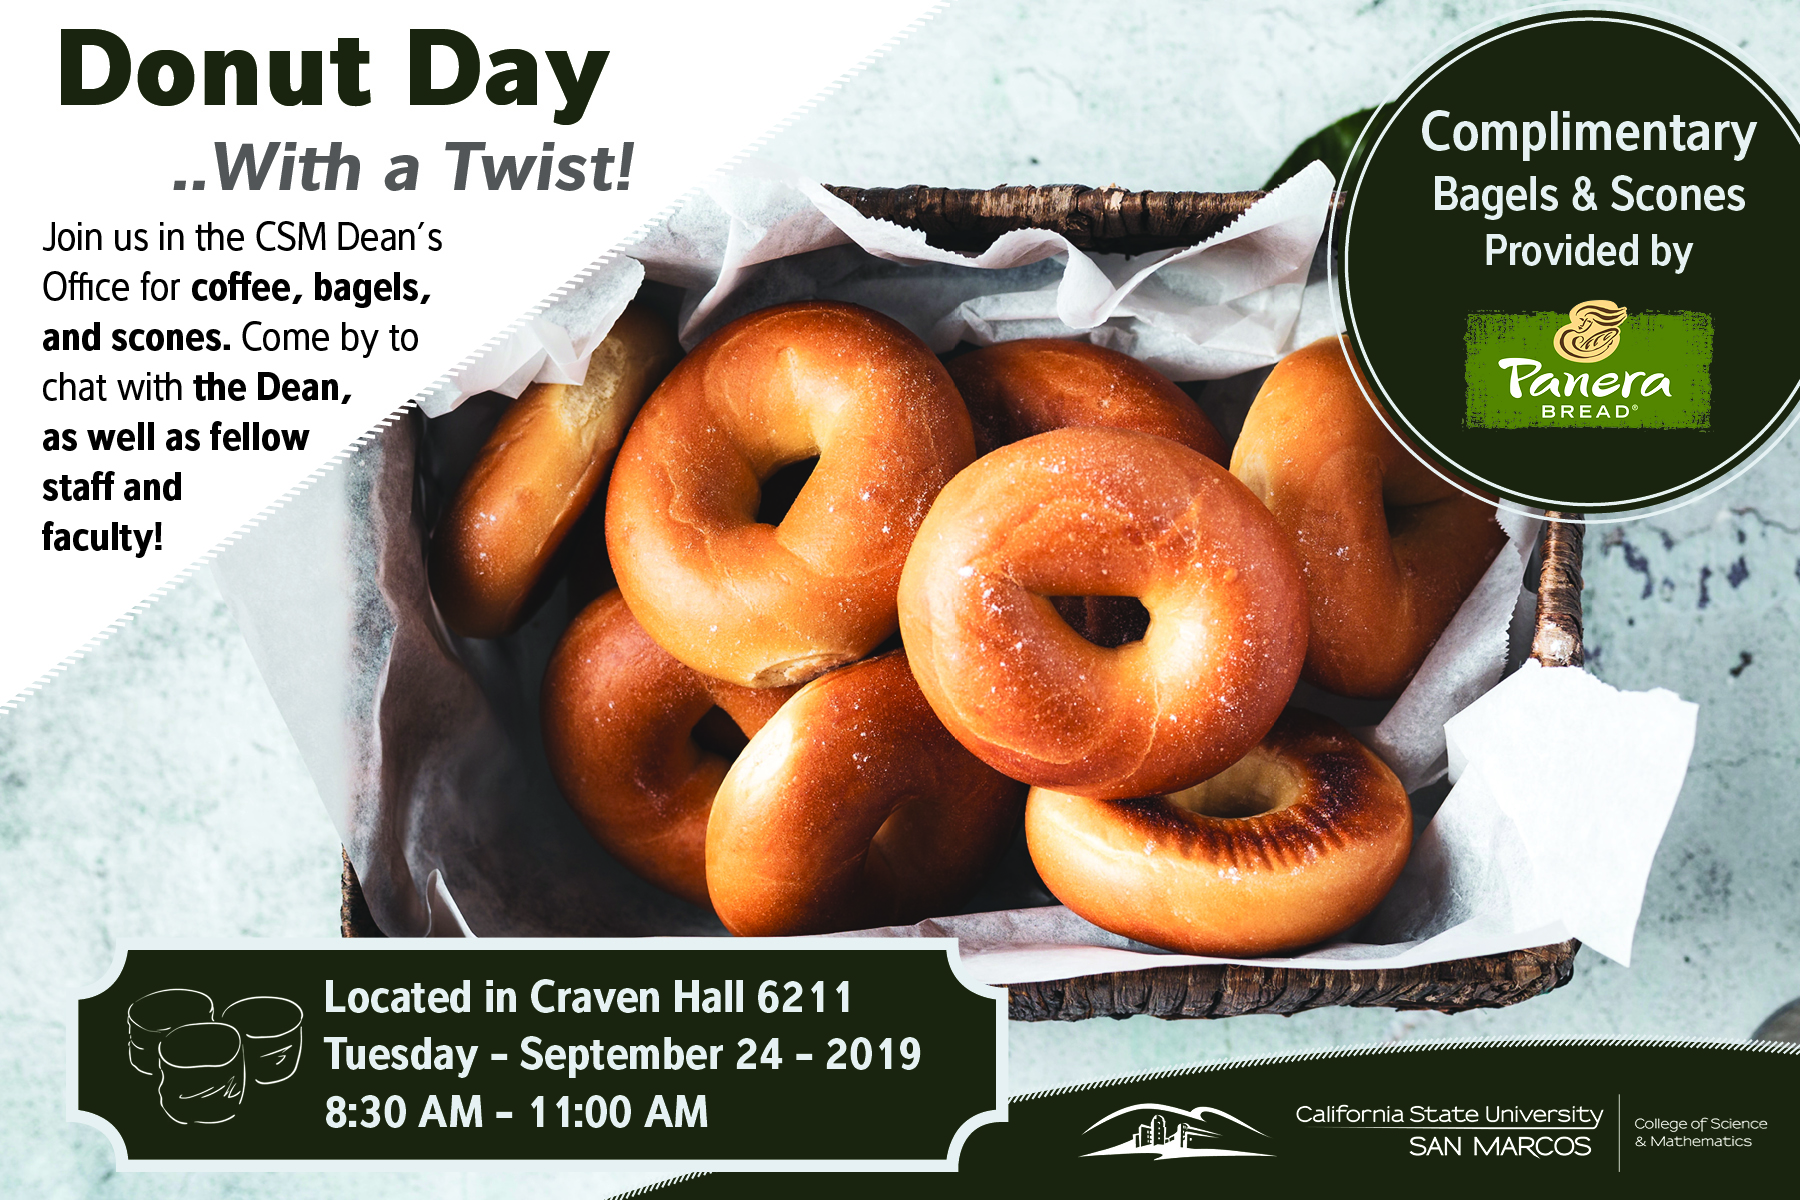 Donut Day
..With a Twist!
Join us in the CSM Dean´s
Office for coffee, bagels,
and scones. Come by to
chat with the Dean,
as well as fellow
staff and
faculty!
Complimentary
Bagels & Scones
Provided by
Panera
BREAD®
Located in Craven Hall 6211
Tuesday – September 24 – 2019
8:30 AM – 11:00 AM
California State University
SAN MARCOS
College of Science
& Mathematics